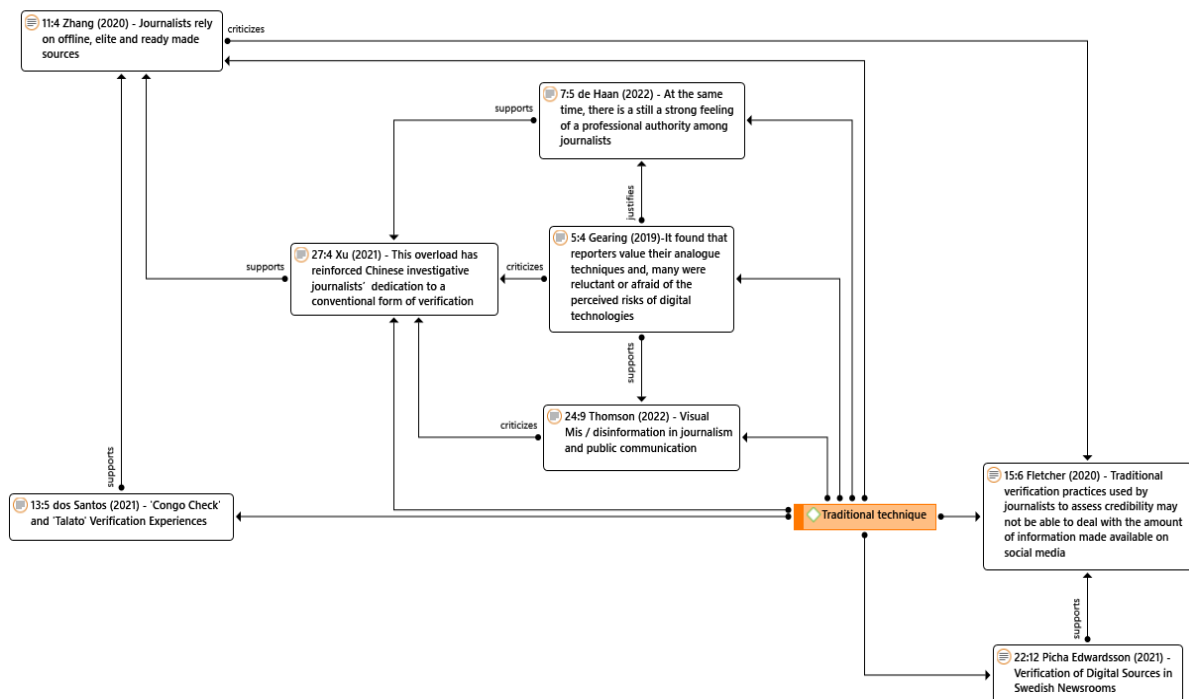 11:4 Zhang (2020) - Journalists rely
on offline, elite and ready made
sources
criticizes
7:5 de Haan (2022) - At the same
time, there is a still a strong feeling
of a professional authority among
journalists
supports
justifies
27:4 Xu (2021) - This overload has
reinforced Chinese investigative
journalists´ dedication to a
conventional form of verification
supports
criticizes
5:4 Gearing (2019)-It found that
reporters value their analogue
techniques and, many were
reluctant or afraid of the
perceived risks of digital
technologies
supports
24:9 Thomson (2022) - Visual
Mis / disinformation in journalism
and public communication
criticizes
supports
13:5 dos Santos (2021) - ‘Congo Check’
and ‘Talato’ Verification Experiences
Traditional technique
15:6 Fletcher (2020) - Traditional
verification practices used by
journalists to assess credibility may
not be able to deal with the amount
of information made available on
social media
supports
22:12 Picha Edwardsson (2021) -
Verification of Digital Sources in
Swedish Newsrooms